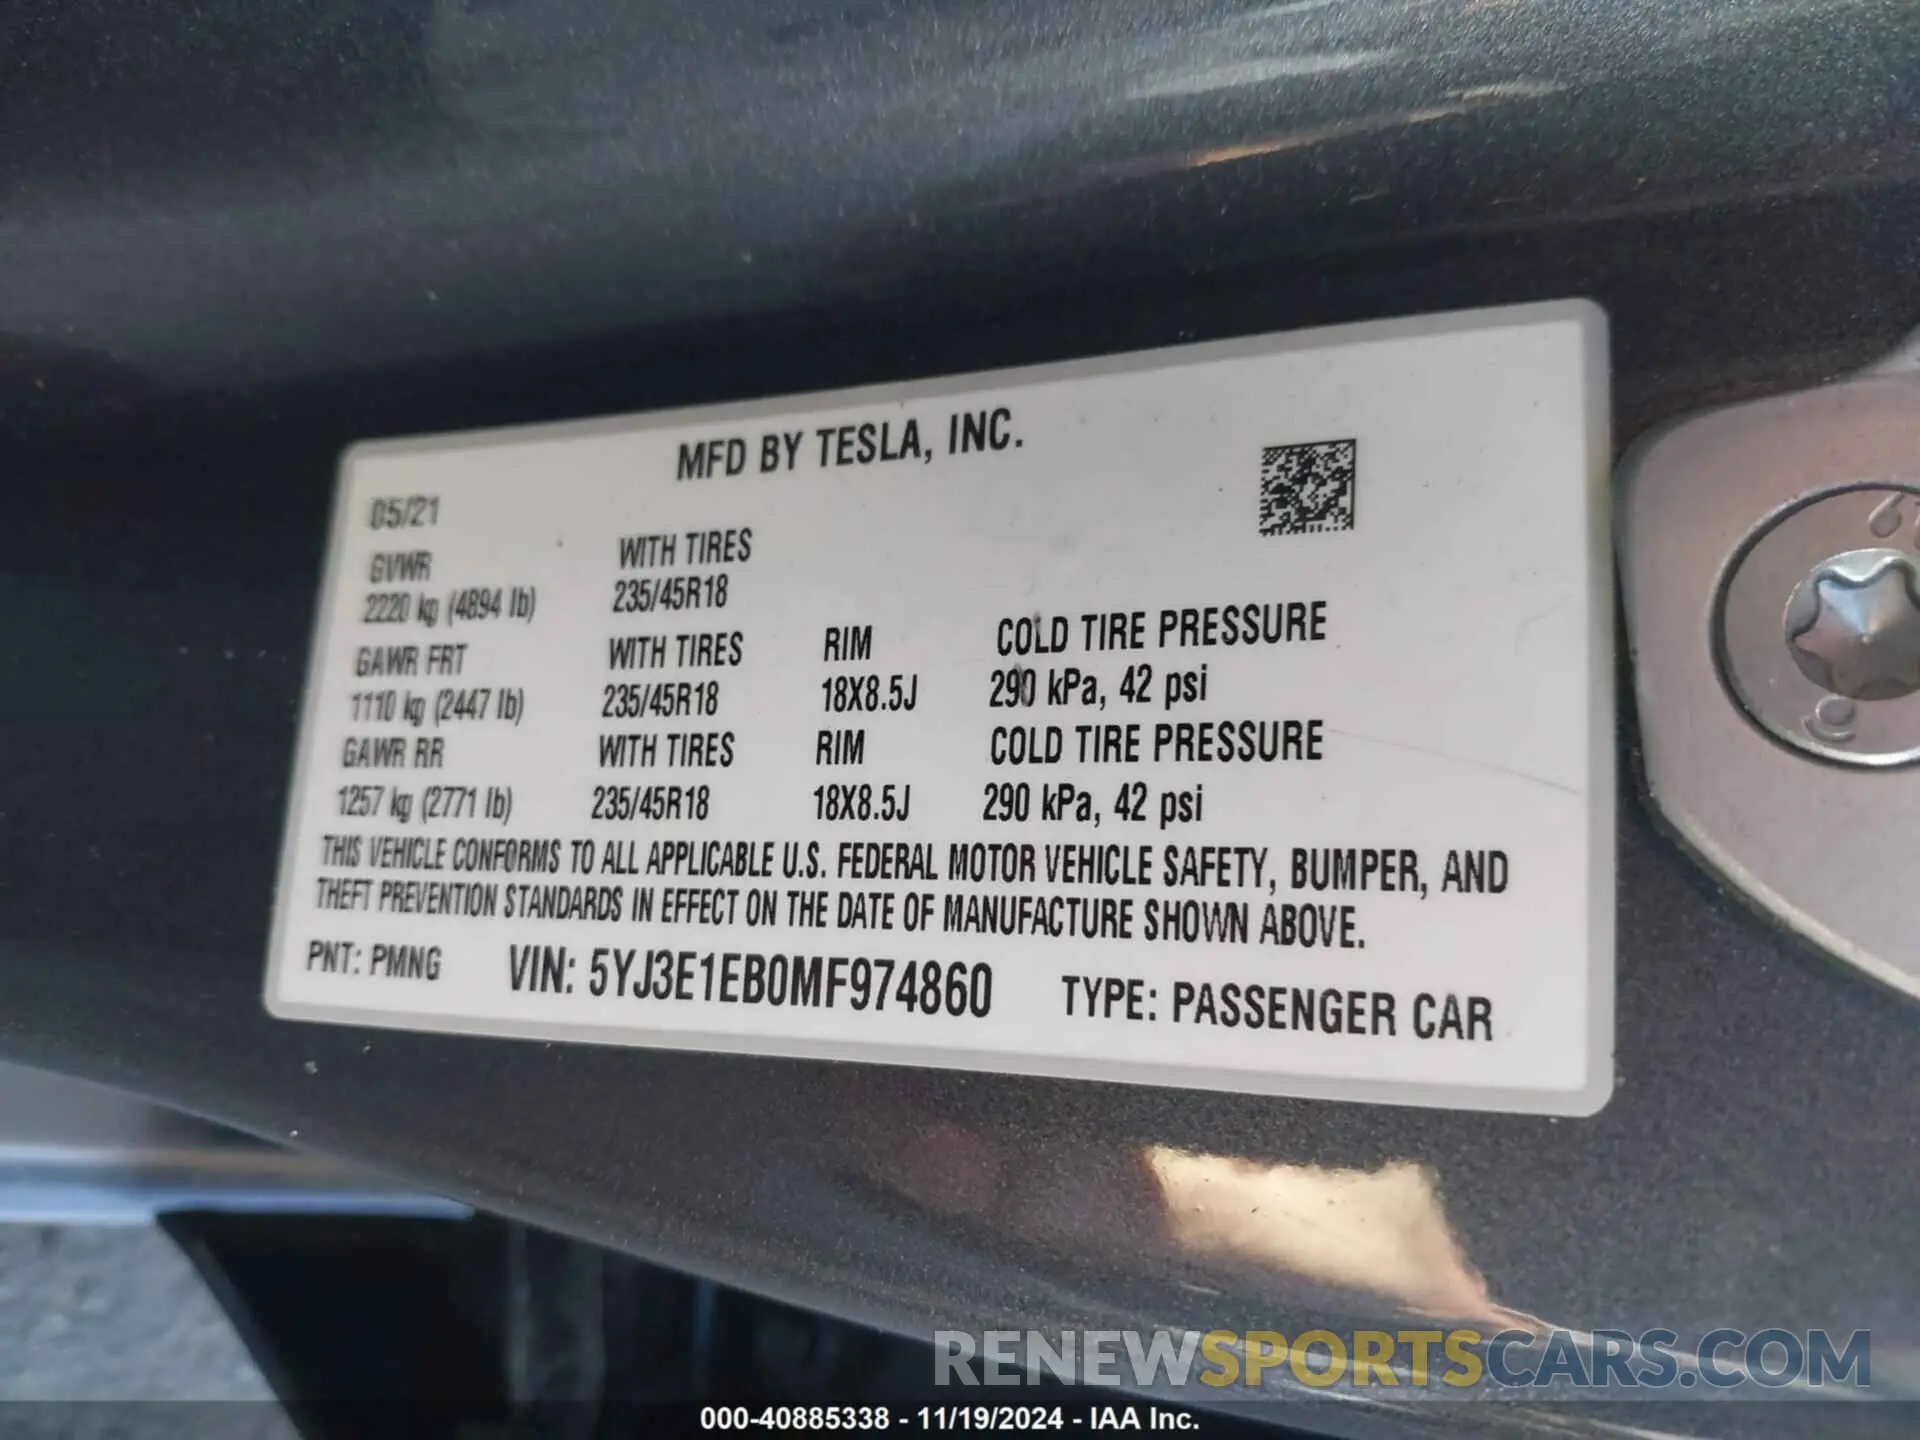 MFD BY TESLA, INC.
05/21
GVWR WITH TIRES
2220 kg (4894 lb) 235/45R18
GAWR FRT WITH TIRES RIM COLD TIRE PRESSURE
1110 kg (2447 lb) 235/45R18 18X8.5J 290 kPa, 42 psi
GAWR RR WITH TIRES RIM COLD TIRE PRESSURE
1257 kg (2771 lb) 235/45R18 18X8.5J 290 kPa, 42 psi
THIS VEHICLE CONFORMS TO ALL APPLICABLE U.S. FEDERAL MOTOR VEHICLE SAFETY, BUMPER, AND
THEFT PREVENTION STANDARDS IN EFFECT ON THE DATE OF MANUFACTURE SHOWN ABOVE.
PNT: PMNG VIN: 5YJ3E1EB0MF974860 TYPE: PASSENGER CAR
RENEWSPORTSCARS.COM
000-40885338 - 11/19/2024 - IAA Inc.